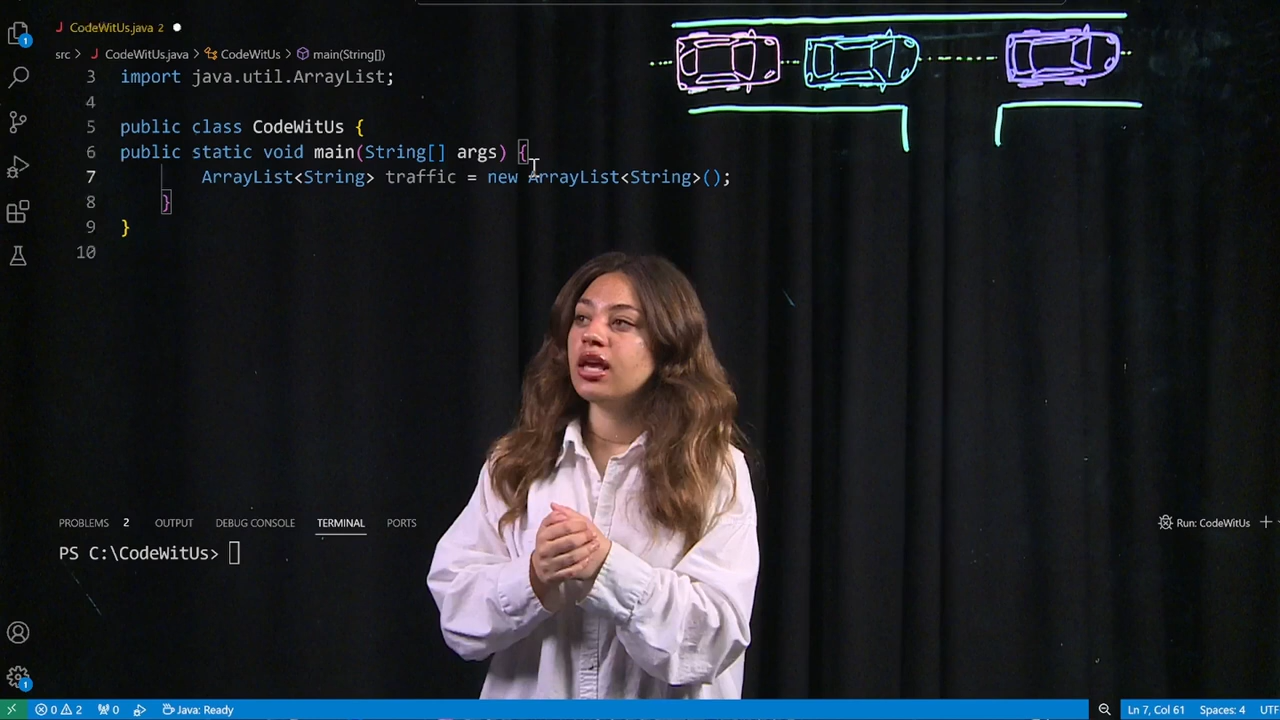 CodeWitUs.java 2
src > CodeWitUs.java > CodeWitUs > main(String[])
3 import java.util.ArrayList;
4
5 public class CodeWitUs {
6 public static void main(String[] args) {
7 ArrayList<String> traffic = new ArrayList<String>();
8 }
9 }
10
PROBLEMS 2 OUTPUT DEBUG CONSOLE TERMINAL PORTS
Run: CodeWitUs
PS C:\CodeWitUs>
1
1
0 2 0 Java: Ready Ln 7, Col 61 Spaces: 4 UTF